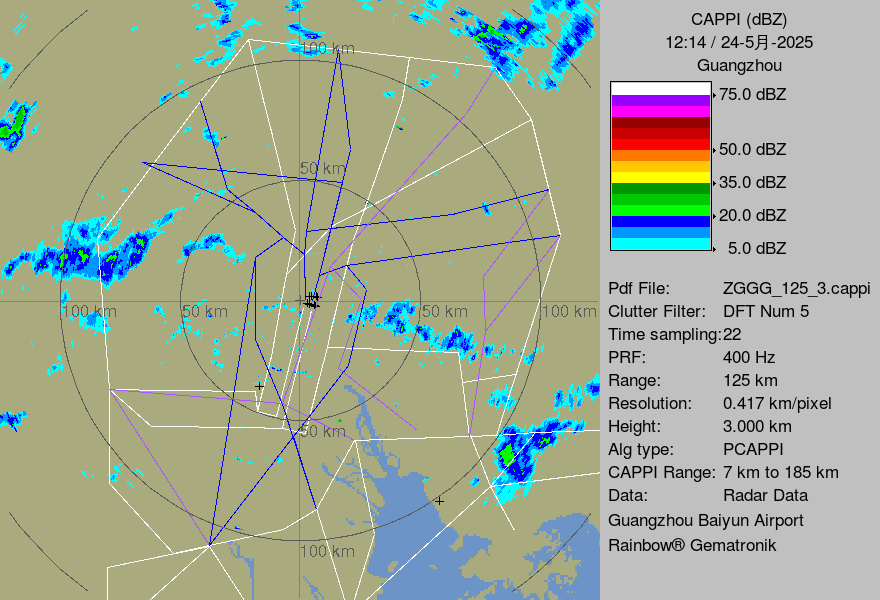 100 km
50 km
100 km
50 km
50 km
100 km
50 km
100 km
CAPPI (dBZ)
12:14 / 24-5月-2025
Guangzhou
75.0 dBZ
50.0 dBZ
35.0 dBZ
20.0 dBZ
5.0 dBZ
Pdf File: ZGGG_125_3.cappi
Clutter Filter: DFT Num 5
Time sampling:22
PRF: 400 Hz
Range: 125 km
Resolution: 0.417 km/pixel
Height: 3.000 km
Alg type: PCAPPI
CAPPI Range: 7 km to 185 km
Data: Radar Data
Guangzhou Baiyun Airport
Rainbow® Gematronik